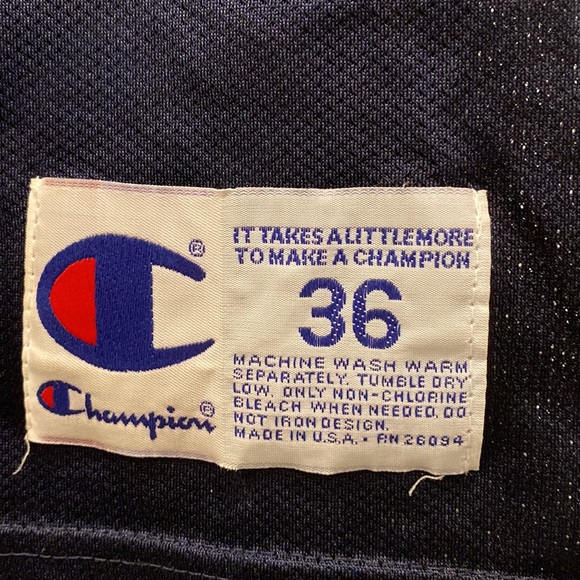 ®
Champion®
IT TAKES A LITTLE MORE
TO MAKE A CHAMPION
36
MACHINE WASH WARM
SEPARATELY, TUMBLE DRY
LOW. ONLY NON-CHLORINE
BLEACH WHEN NEEDED. DO
NOT IRON DESIGN.
MADE IN U.S.A. • RN 26094